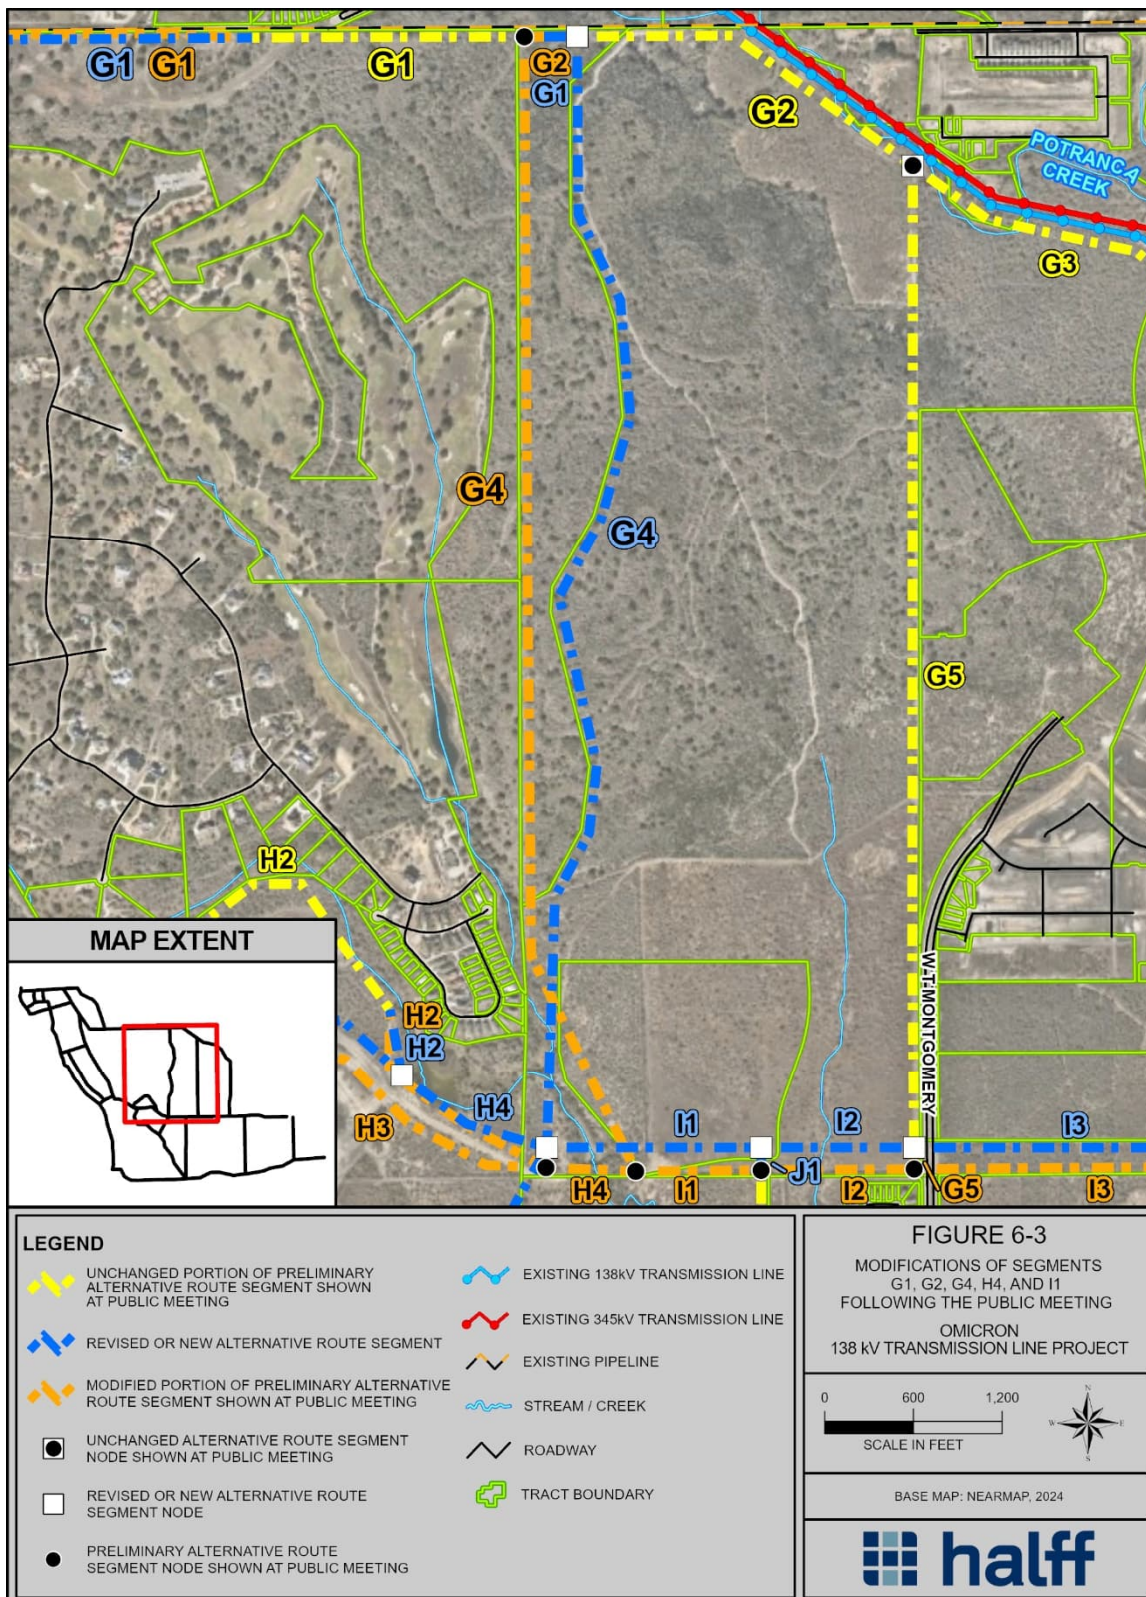 G1 G1 G1
G2
G1
G2
POTRANCA
CREEK
G3
G4
G4
G5
H2
MAP EXTENT
H2
H2
H4
H3
W T MONTGOMERY
I1
I2
I3
J1
H4
I1
I2
G5
I3
LEGEND
UNCHANGED PORTION OF PRELIMINARY
ALTERNATIVE ROUTE SEGMENT SHOWN
AT PUBLIC MEETING
REVISED OR NEW ALTERNATIVE ROUTE SEGMENT
MODIFIED PORTION OF PRELIMINARY ALTERNATIVE
ROUTE SEGMENT SHOWN AT PUBLIC MEETING
UNCHANGED ALTERNATIVE ROUTE SEGMENT
NODE SHOWN AT PUBLIC MEETING
REVISED OR NEW ALTERNATIVE ROUTE
SEGMENT NODE
PRELIMINARY ALTERNATIVE ROUTE
SEGMENT NODE SHOWN AT PUBLIC MEETING
EXISTING 138kV TRANSMISSION LINE
EXISTING 345kV TRANSMISSION LINE
EXISTING PIPELINE
STREAM / CREEK
ROADWAY
TRACT BOUNDARY
FIGURE 6-3
MODIFICATIONS OF SEGMENTS
G1, G2, G4, H4, AND I1
FOLLOWING THE PUBLIC MEETING
OMICRON
138 kV TRANSMISSION LINE PROJECT
0 600 1,200
SCALE IN FEET
N
W E
S
BASE MAP: NEARMAP, 2024
halff